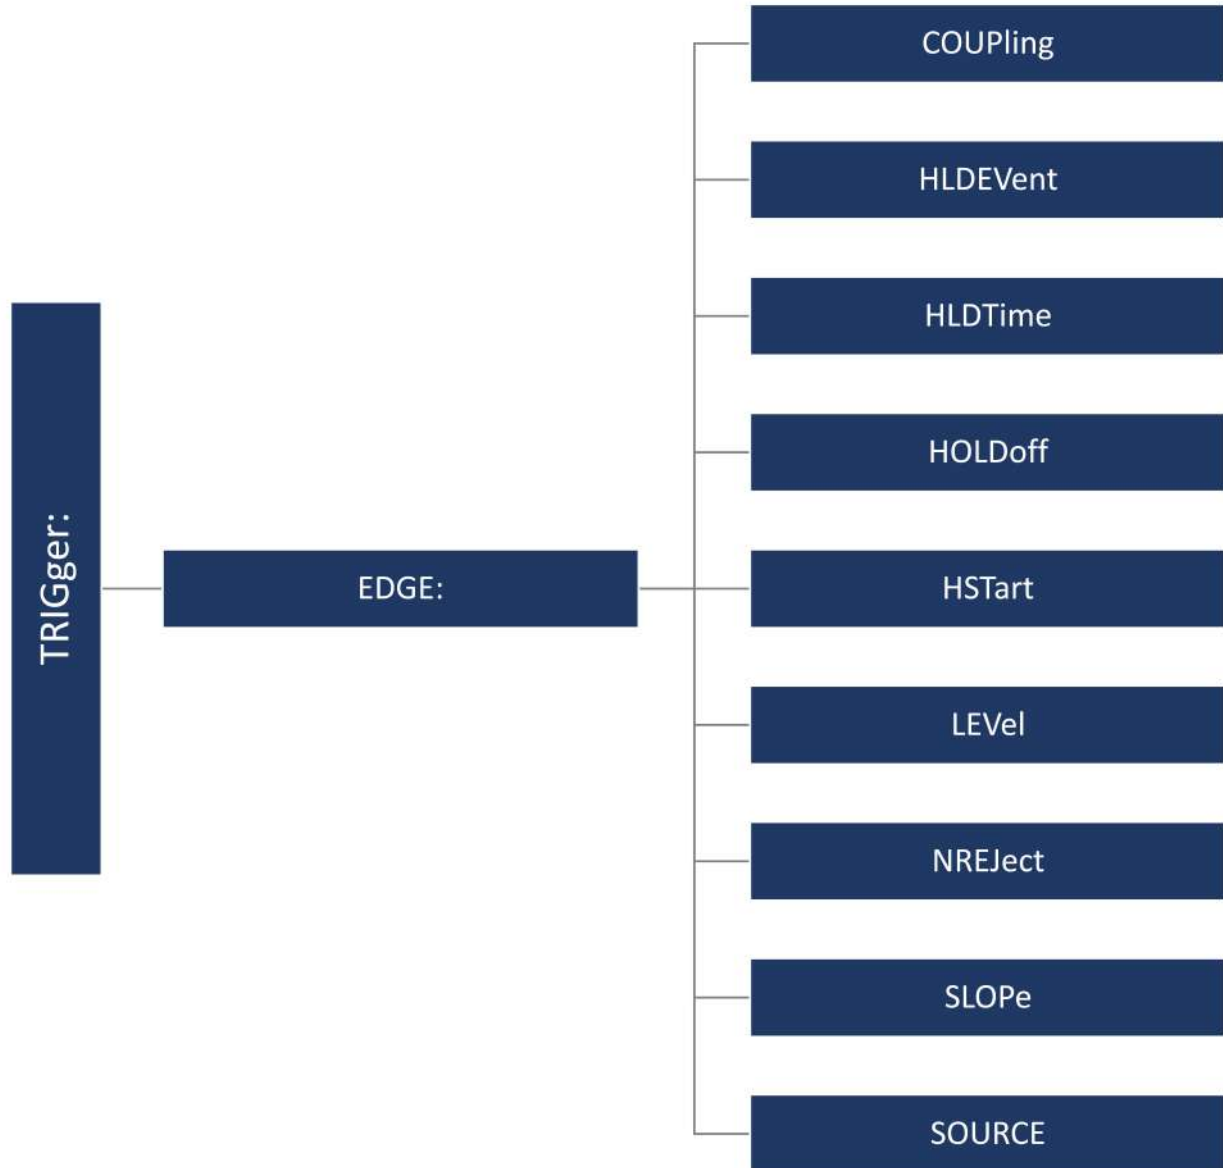 TRIGger:
EDGE:
COUPling
HLDEVent
HLDTime
HOLDoff
HSTart
LEVel
NREJect
SLOPe
SOURCE